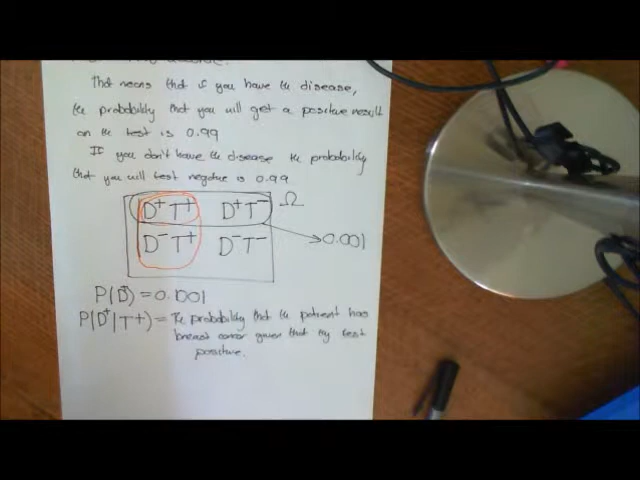 That means that if you have the disease,
the probability that you will get a positive result
on the test is 0.99
If you don't have the disease the probability
that you will test negative is 0.99
D⁺T⁺ D⁺T⁻ Ω
D⁻T⁺ D⁻T⁻ 0.001
P(D⁺)=0.001
P(D⁺|T⁺) = The probability that the patient has
breast cancer given that they test
positive.